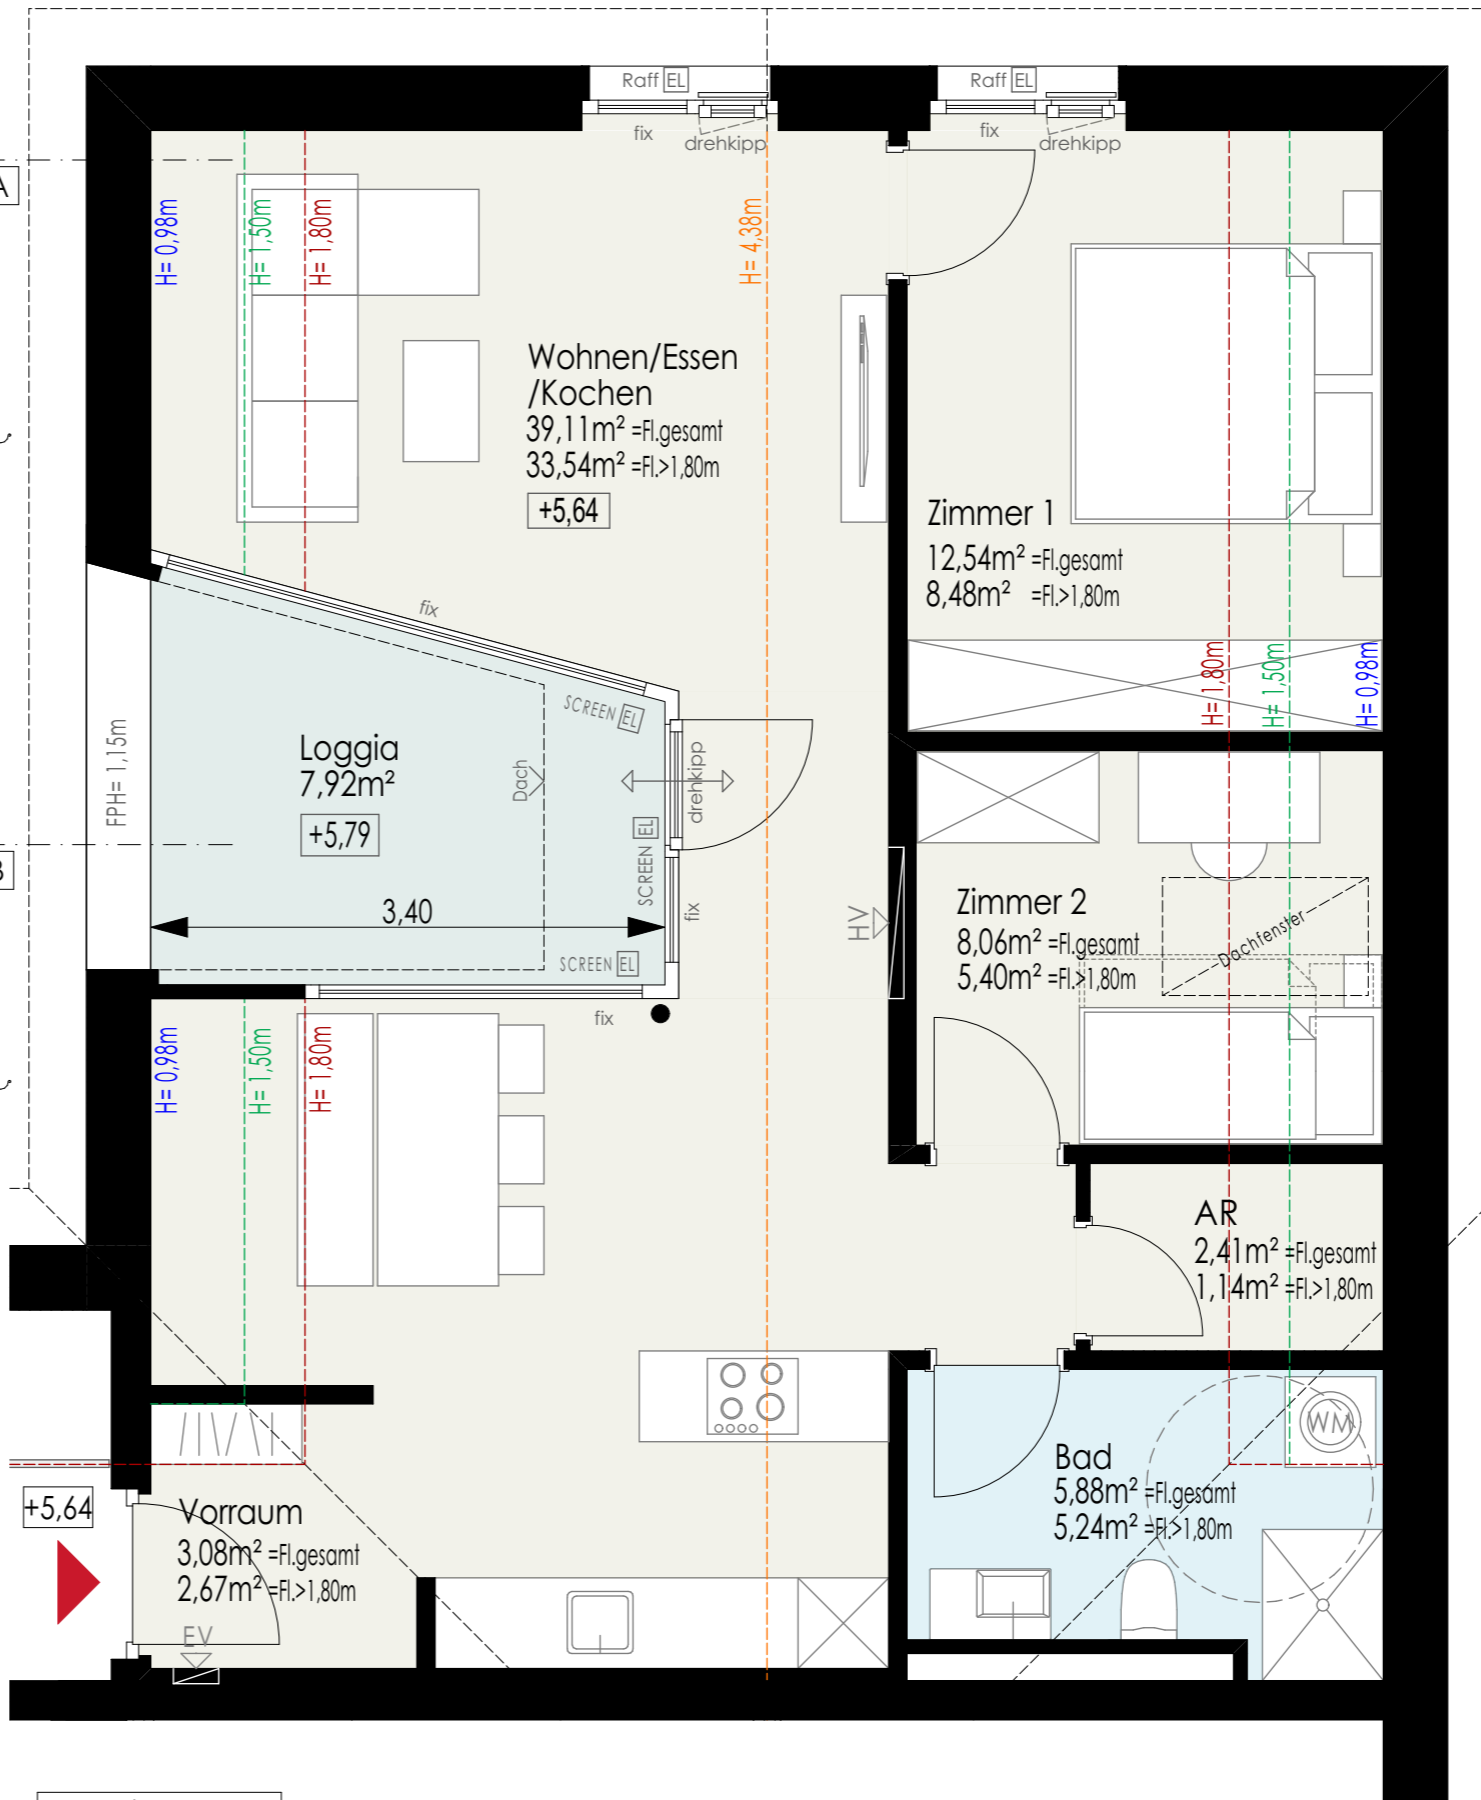 Raff EL
Raff EL
fix
drehkipp
fix
drehkipp
A
H= 0,98m
H= 1,50m
H= 1,80m
H= 4,38m
Wohnen/Essen
/Kochen
39,11m² =Fl.gesamt
33,54m² =Fl.>1,80m
+5,64
Zimmer 1
12,54m² =Fl.gesamt
8,48m² =Fl.>1,80m
fix
H= 1,80m
H= 1,50m
H= 0,98m
SCREEN EL
FPH= 1,15m
Loggia
7,92m²
+5,79
Dach
drehkipp
SCREEN EL
3,40
fix
SCREEN EL
fix
HV
Zimmer 2
8,06m² =Fl.gesamt
5,40m² =Fl.>1,80m
Dachfenster
H= 0,98m
H= 1,50m
H= 1,80m
AR
2,41m² =Fl.gesamt
1,14m² =Fl.>1,80m
WM
Bad
5,88m² =Fl.gesamt
5,24m² =Fl.>1,80m
+5,64
Vorraum
3,08m² =Fl.gesamt
2,67m² =Fl.>1,80m
EV